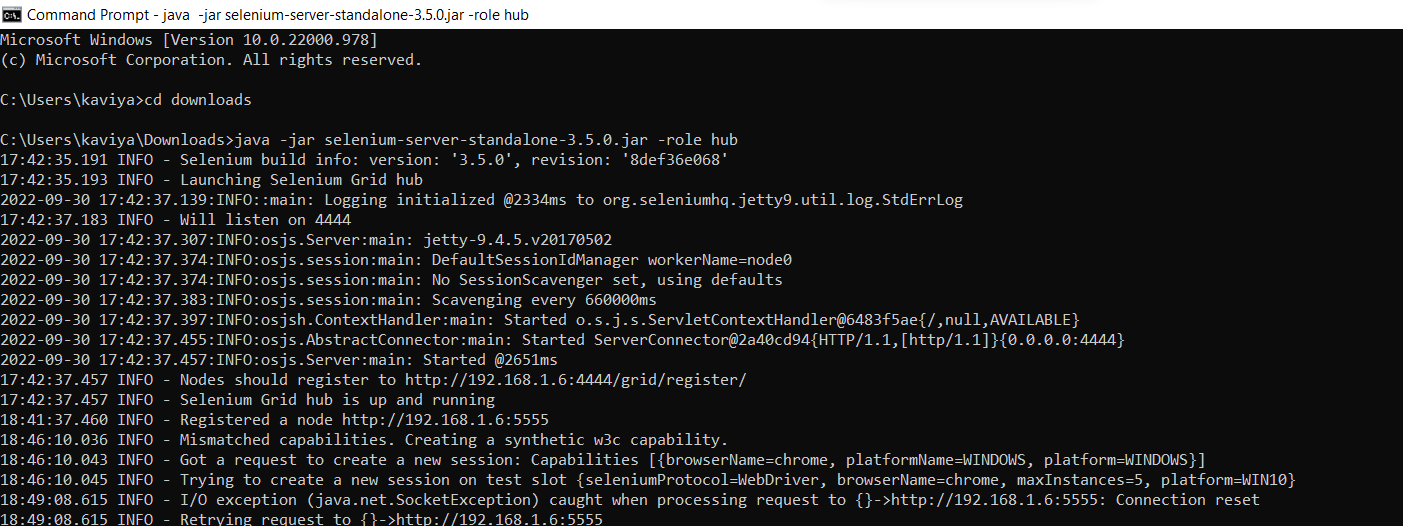 Command Prompt - java  -jar selenium-server-standalone-3.5.0.jar -role hub
Microsoft Windows [Version 10.0.22000.978]
(c) Microsoft Corporation. All rights reserved.
C:\Users\kaviya>cd downloads
C:\Users\kaviya\Downloads>java -jar selenium-server-standalone-3.5.0.jar -role hub
17:42:35.191 INFO - Selenium build info: version: '3.5.0', revision: '8def36e068'
17:42:35.193 INFO - Launching Selenium Grid hub
2022-09-30 17:42:37.139:INFO::main: Logging initialized @2334ms to org.seleniumhq.jetty9.util.log.StdErrLog
17:42:37.183 INFO - Will listen on 4444
2022-09-30 17:42:37.307:INFO:osjs.Server:main: jetty-9.4.5.v20170502
2022-09-30 17:42:37.374:INFO:osjs.session:main: DefaultSessionIdManager workerName=node0
2022-09-30 17:42:37.374:INFO:osjs.session:main: No SessionScavenger set, using defaults
2022-09-30 17:42:37.383:INFO:osjs.session:main: Scavenging every 660000ms
2022-09-30 17:42:37.397:INFO:osjsh.ContextHandler:main: Started o.s.j.s.ServletContextHandler@6483f5ae{/,null,AVAILABLE}
2022-09-30 17:42:37.455:INFO:osjs.AbstractConnector:main: Started ServerConnector@2a40cd94{HTTP/1.1,[http/1.1]}{0.0.0.0:4444}
2022-09-30 17:42:37.457:INFO:osjs.Server:main: Started @2651ms
17:42:37.457 INFO - Nodes should register to http://192.168.1.6:4444/grid/register/
17:42:37.457 INFO - Selenium Grid hub is up and running
18:41:37.460 INFO - Registered a node http://192.168.1.6:5555
18:46:10.036 INFO - Mismatched capabilities. Creating a synthetic w3c capability.
18:46:10.043 INFO - Got a request to create a new session: Capabilities [{browserName=chrome, platformName=WINDOWS, platform=WINDOWS}]
18:46:10.045 INFO - Trying to create a new session on test slot {seleniumProtocol=WebDriver, browserName=chrome, maxInstances=5, platform=WIN10}
18:49:08.615 INFO - I/O exception (java.net.SocketException) caught when processing request to {}->http://192.168.1.6:5555: Connection reset
18:49:08.615 INFO - Retrying request to {}->http://192.168.1.6:5555